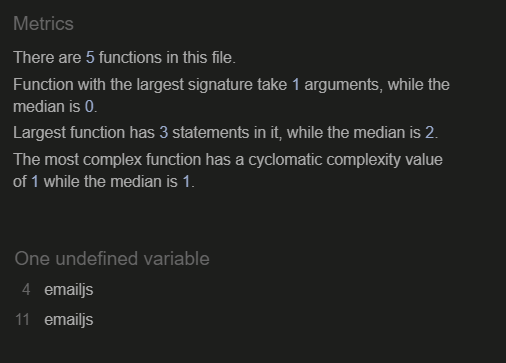 Metrics
There are 5 functions in this file.
Function with the largest signature take 1 arguments, while the
median is 0.
Largest function has 3 statements in it, while the median is 2.
The most complex function has a cyclomatic complexity value
of 1 while the median is 1.
One undefined variable
4 emailjs
11 emailjs